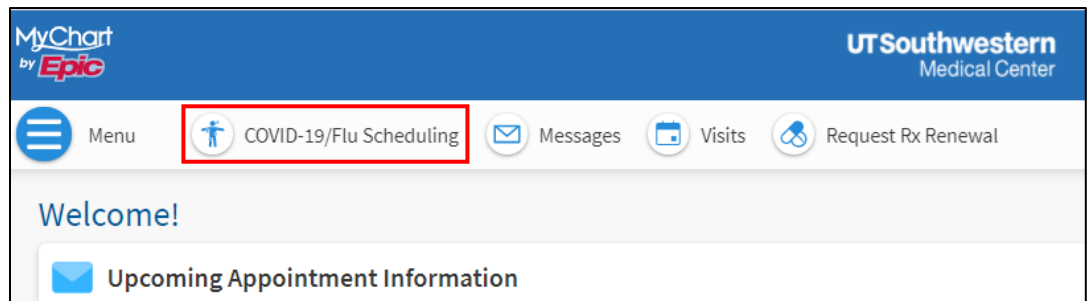 MyChart
by Epic
UTSouthwestern
Medical Center
Menu
COVID-19/Flu Scheduling
Messages
Visits
Request Rx Renewal
Welcome!
Upcoming Appointment Information